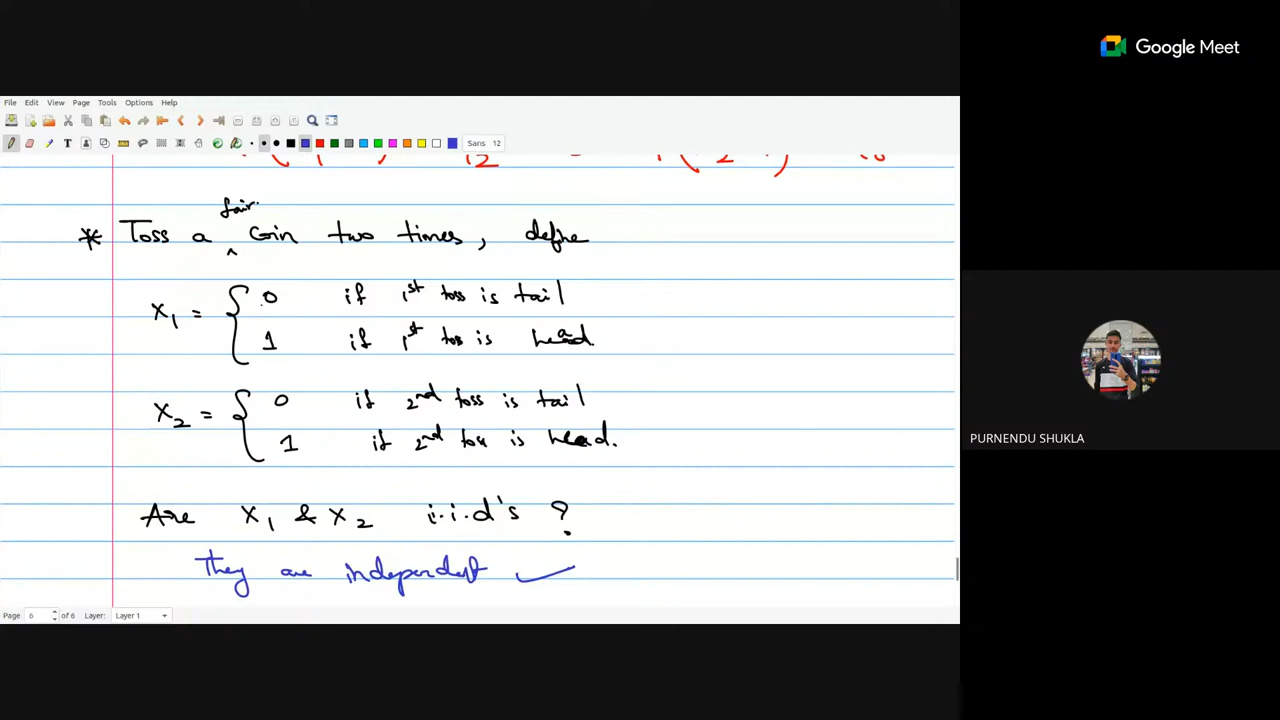 Google Meet
File Edit View Page Tools Options Help
Sans 12
12
* Toss a fair Coin two times, define
X1 = { 0 if 1st toss is tail
1 if 1st toss is head.
X2 = { 0 if 2nd toss is tail
1 if 2nd toss is head.
PURNENDU SHUKLA
Are X1 & X2 i.i.d's ?
They are independent ✓
Page 6 of 6 Layer: Layer 1